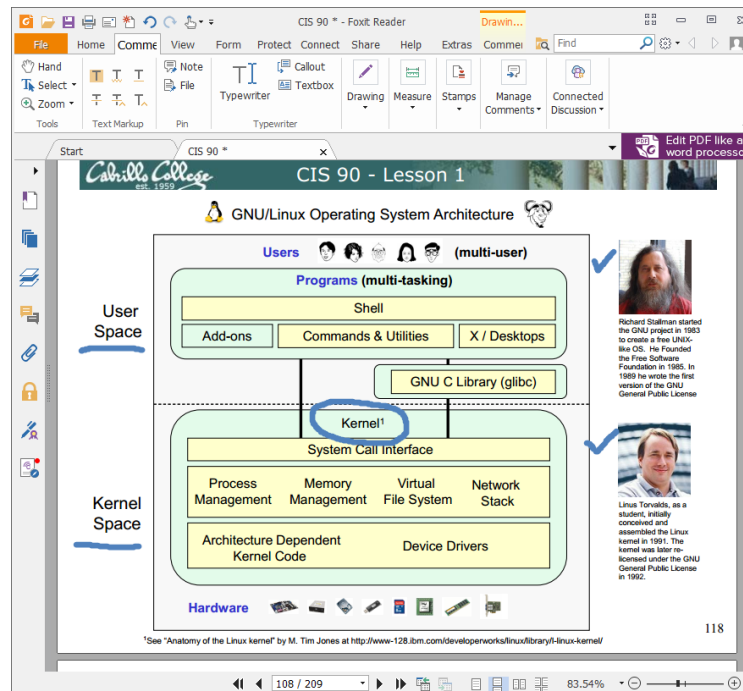 CIS 90 * - Foxit Reader
Drawin...
File Home Comme View Form Protect Connect Share Help Extras Commei Find
Hand
Select
Zoom
Tools
Text Markup
Note
File
Pin
Typewriter
Callout
Textbox
Typewriter
Drawing
Measure
Stamps
Manage
Comments
Connected
Discussion
Start
CIS 90 *
Edit PDF like a
word processo
Cabrillo College
est. 1959
CIS 90 - Lesson 1
GNU/Linux Operating System Architecture
Users (multi-user)
Programs (multi-tasking)
Shell
Add-ons Commands & Utilities X / Desktops
User
Space
GNU C Library (glibc)
Richard Stallman started
the GNU project in 1983
to create a free UNIX-
like OS. He Founded
the Free Software
Foundation in 1985. In
1989 he wrote the first
version of the GNU
General Public License
Kernel¹
System Call Interface
Process
Management
Memory
Management
Virtual
File System
Network
Stack
Kernel
Space
Architecture Dependent
Kernel Code
Device Drivers
Linus Torvalds, as a
student, initially
conceived and
assembled the Linux
kernel in 1991. The
kernel was later re-
licensed under the GNU
General Public License
in 1992.
Hardware
118
¹See "Anatomy of the Linux kernel" by M. Tim Jones at http://www-128.ibm.com/developerworks/linux/library/l-linux-kernel/
108 / 209
83.54%